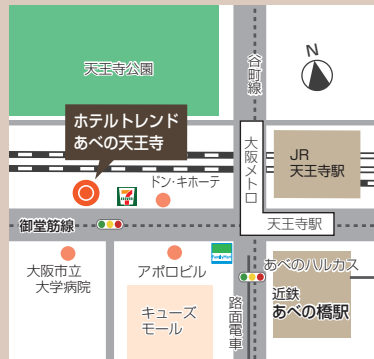 天王寺公園
谷町線
N
ホテルトレンド
あべの天王寺
大阪メトロ
JR
天王寺駅
ドン・キホーテ
7
ELEVEN
御堂筋線
天王寺駅
大阪市立
大学病院
アポロビル
FamilyMart
あべのハルカス
近鉄
あべの橋駅
キューズ
モール
路面電車